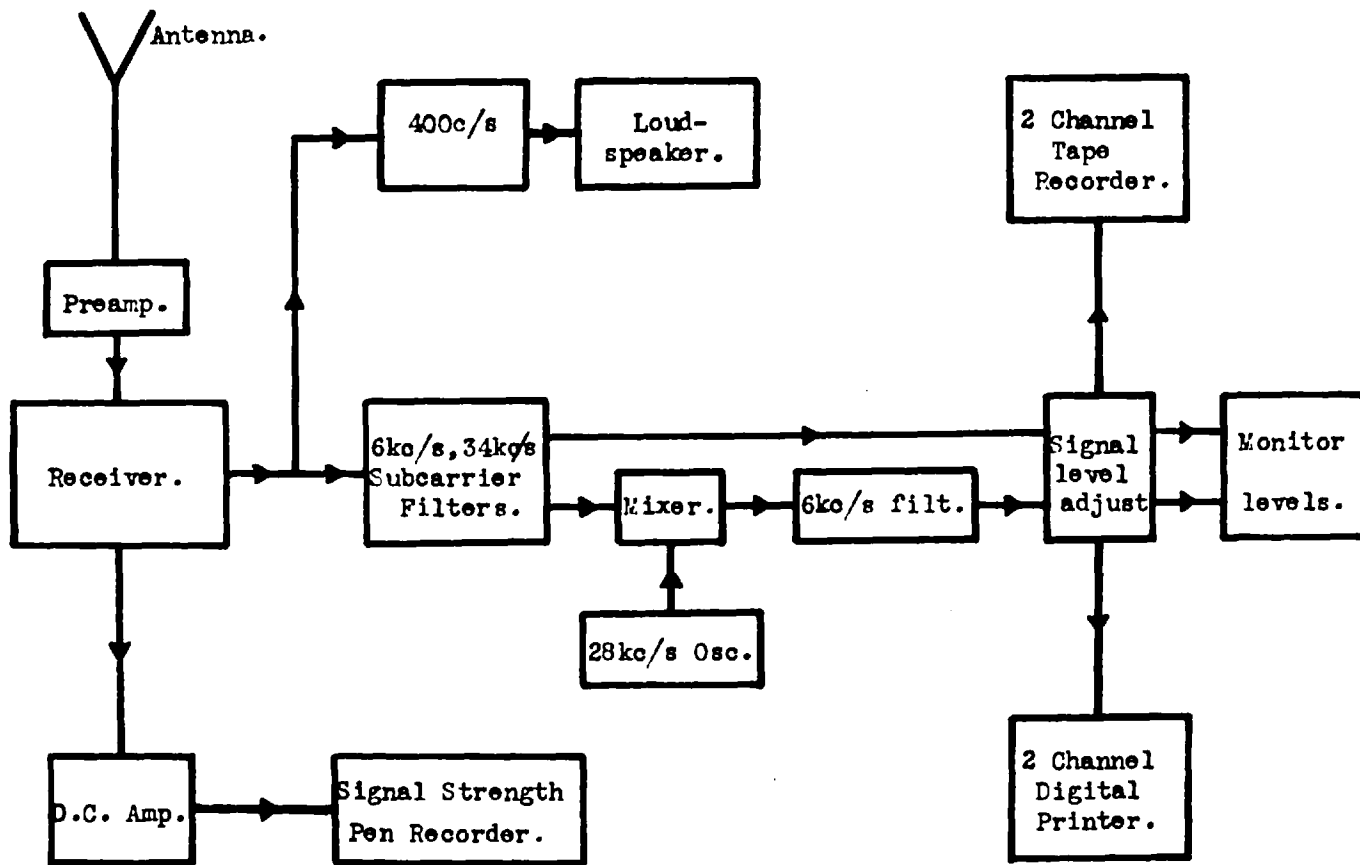 Antenna.
400c/s
Loud-
speaker.
2 Channel
Tape
Recorder.
Preamp.
Receiver.
6kc/s,34kc/s
Subcarrier
Filters.
Mixer.
6kc/s filt.
Signal
level
adjust
Monitor
levels.
28kc/s Osc.
D.C. Amp.
Signal Strength
Pen Recorder.
2 Channel
Digital
Printer.